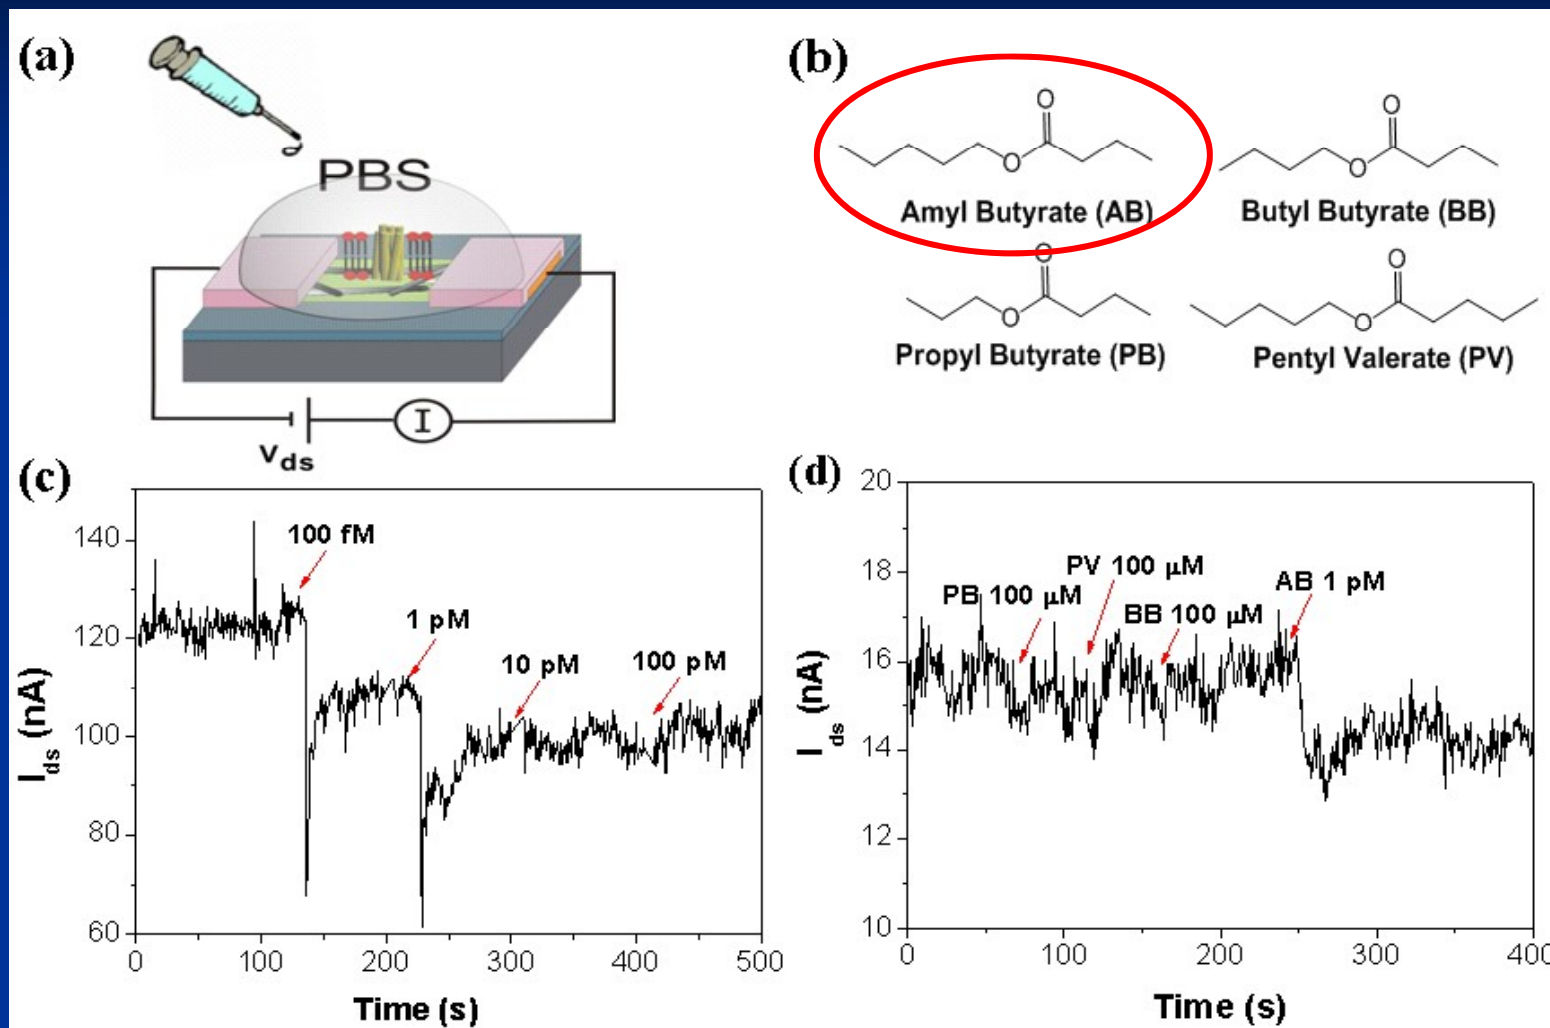 (a)
PBS
I
Vds
(b)
O
O
Amyl Butyrate (AB)
O
O
Butyl Butyrate (BB)
O
O
Propyl Butyrate (PB)
O
O
Pentyl Valerate (PV)
(c)
Ids (nA)
140
120
100
80
60
100 fM
1 pM
10 pM
100 pM
0 100 200 300 400 500
Time (s)
(d)
Ids (nA)
20
18
16
14
12
10
PB 100 μM
PV 100 μM
BB 100 μM
AB 1 pM
0 100 200 300 400
Time (s)